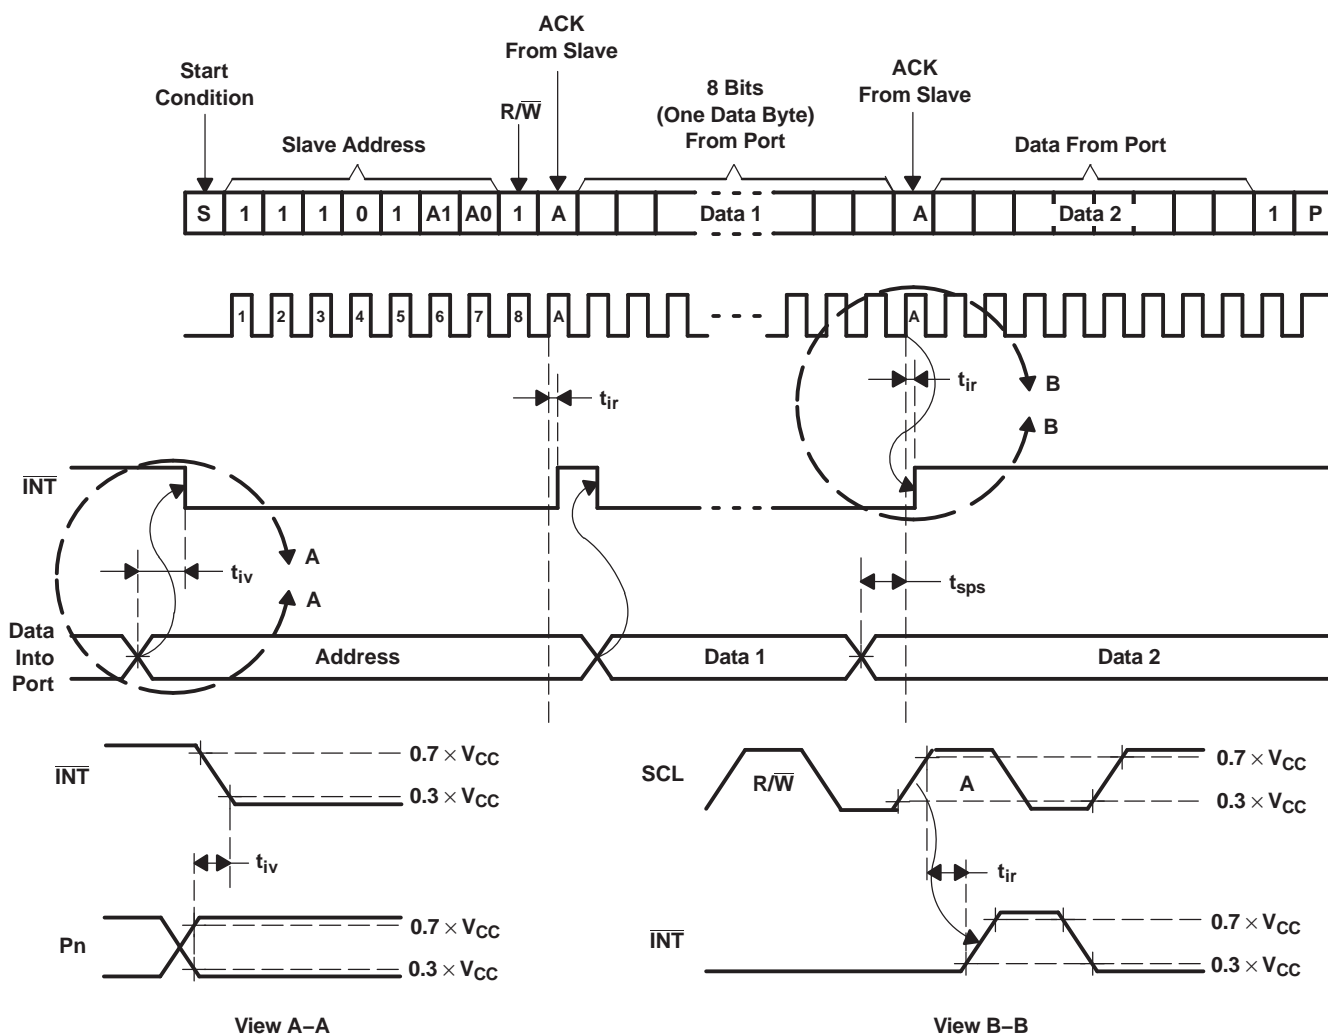 ACK
From Slave
Start
Condition
R/W̅
ACK
From Slave
8 Bits
(One Data Byte)
From Port
Slave Address
Data From Port
S 1 1 1 0 1 A1 A0 1 A Data 1 A Data 2 1 P
1 2 3 4 5 6 7 8 A A
tir
tir
B
B
I̅N̅T̅
A
tiv
A
tsps
Data
Into
Port
Address
Data 1
Data 2
I̅N̅T̅
0.7 × VCC
0.3 × VCC
tiv
Pn
0.7 × VCC
0.3 × VCC
View A–A
SCL
R/W̅
A
0.7 × VCC
0.3 × VCC
tir
I̅N̅T̅
0.7 × VCC
0.3 × VCC
View B–B